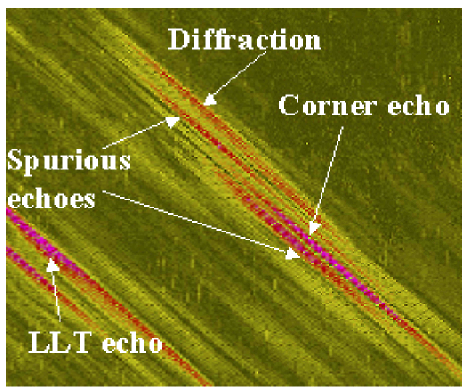 Diffraction
Corner echo
Spurious
echoes
LLT echo